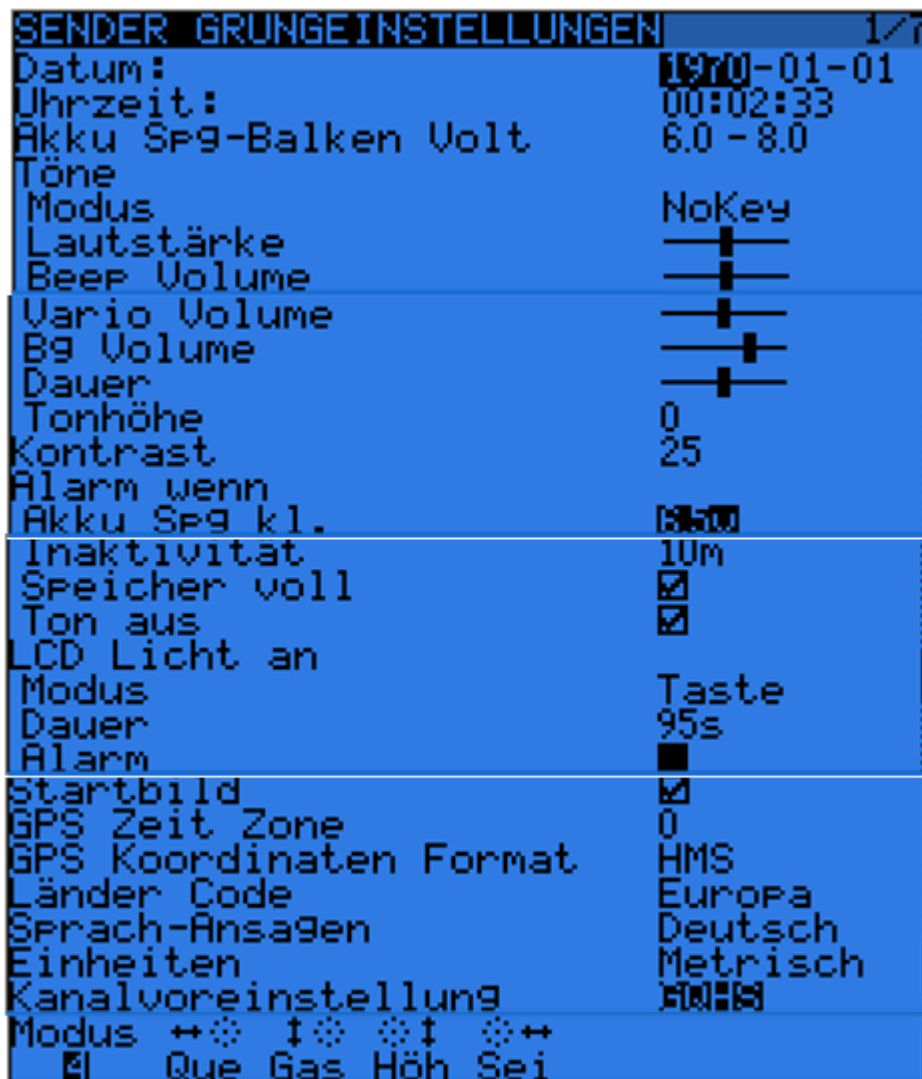 SENDER GRUNGEINSTELLUNGEN 1/
Datum: 1970-01-01
Uhrzeit: 00:02:33
Akku Spg-Balken Volt 6.0 - 8.0
Töne
Modus NoKey
Lautstärke
Beep Volume
Vario Volume
Bg Volume
Dauer
Tonhöhe 0
Kontrast 25
Alarm wenn
Akku Spg kl.
Inaktivität 10m
Speicher voll
Ton aus
LCD Licht an
Modus Taste
Dauer 95s
Alarm
Startbild
GPS Zeit Zone 0
GPS Koordinaten Format HMS
Länder Code Europa
Sprach-Ansagen Deutsch
Einheiten Metrisch
Kanalvoreinstellung
Modus
Que Gas Höh Sei